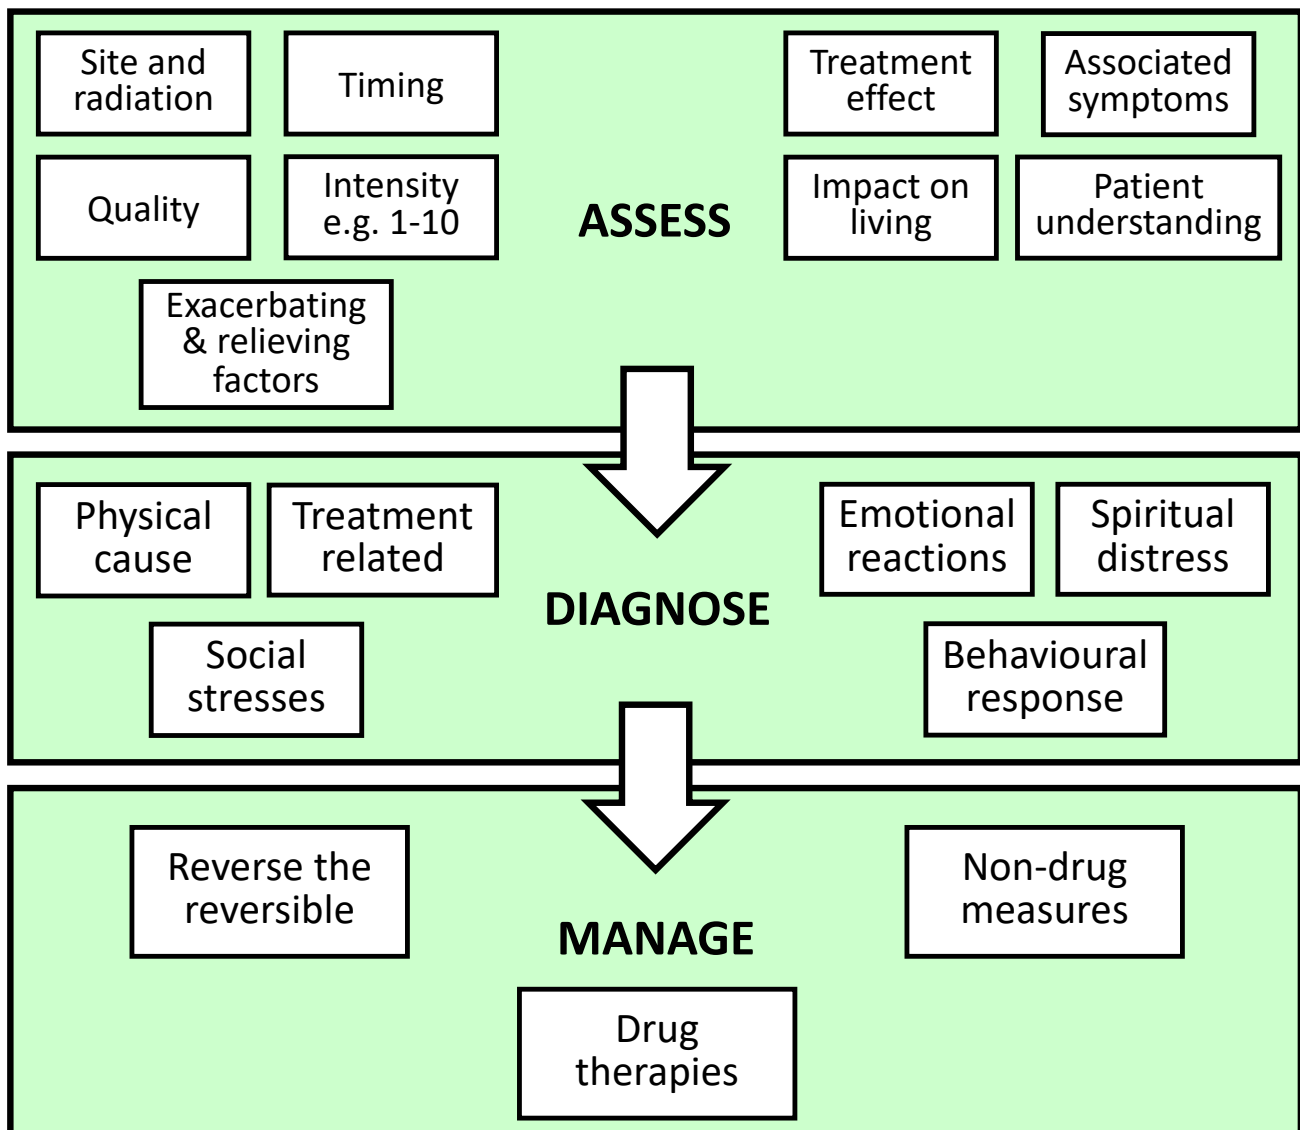 Site and
radiation
Timing
Treatment
effect
Associated
symptoms
Quality
Intensity
e.g. 1-10
ASSESS
Impact on
living
Patient
understanding
Exacerbating
& relieving
factors
Physical
cause
Treatment
related
Emotional
reactions
Spiritual
distress
DIAGNOSE
Social
stresses
Behavioural
response
Reverse the
reversible
Non-drug
measures
MANAGE
Drug
therapies